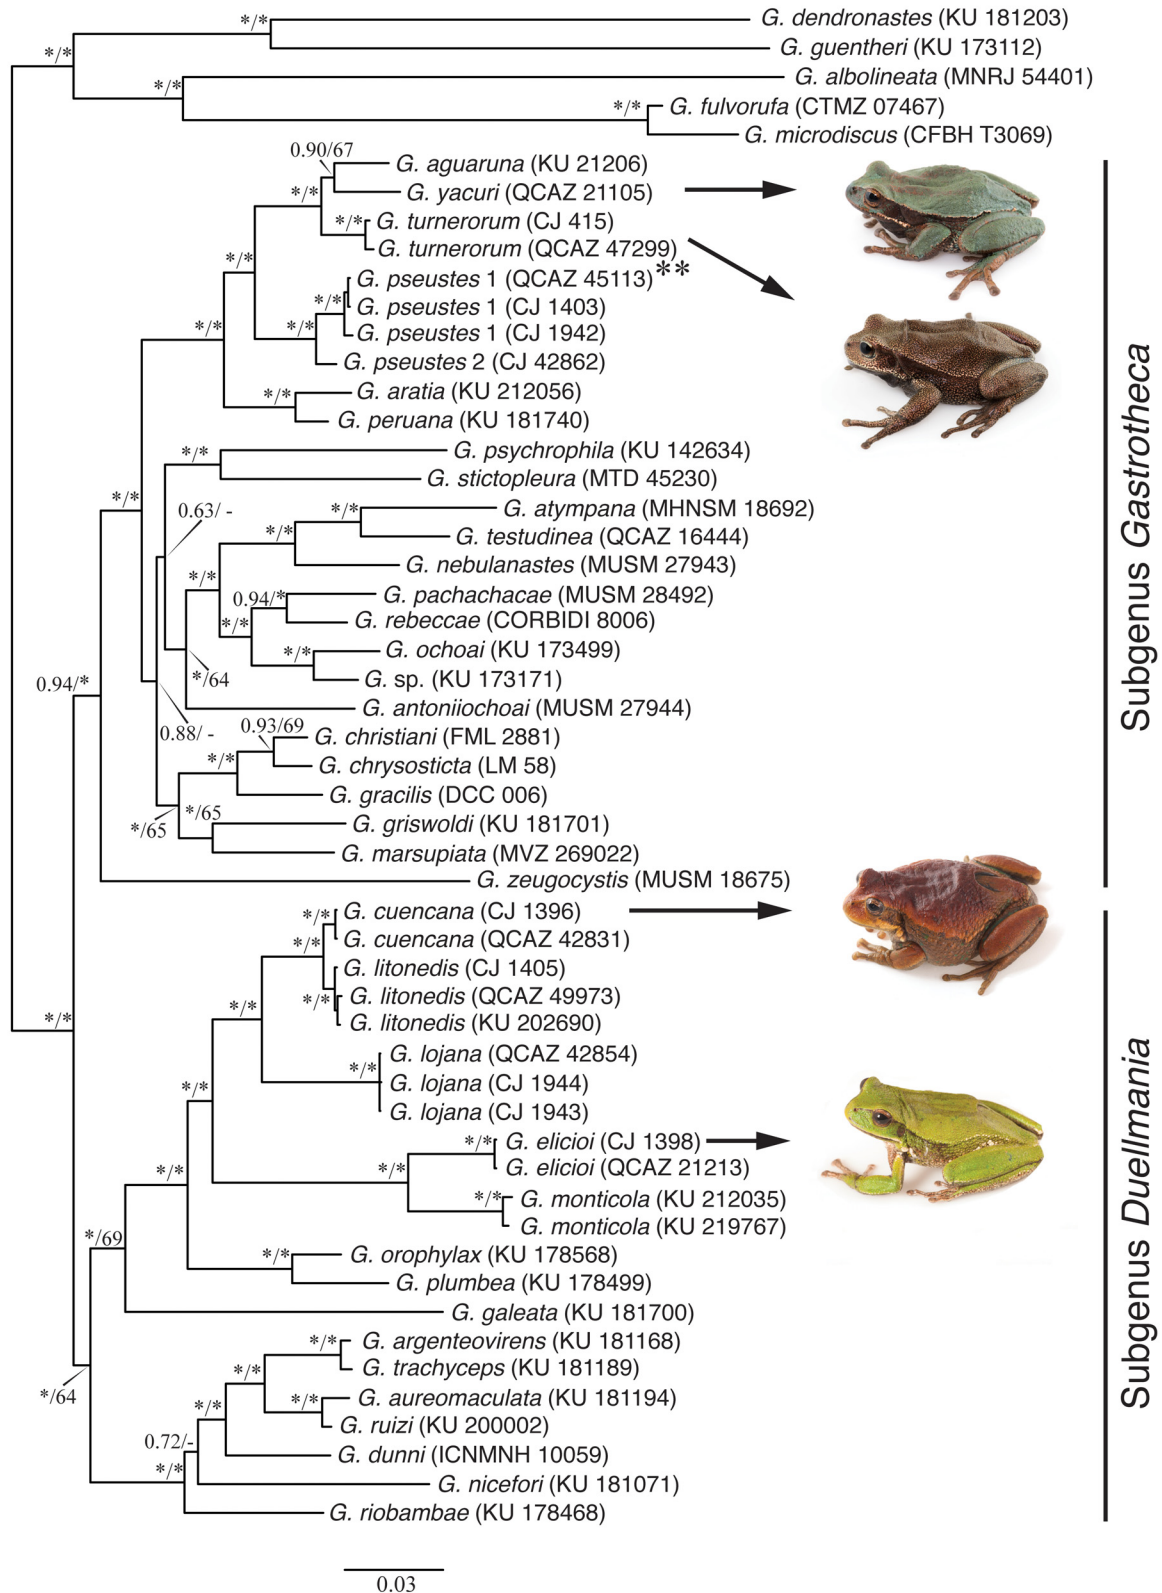 G. dendronastes (KU 181203)
*/*
G. guentheri (KU 173112)
*/*
G. albolineata (MNRJ 54401)
*/*
G. fulvorufa (CTMZ 07467)
*/*
G. microdiscus (CFBH T3069)
0.90/67
G. aguaruna (KU 21206)
*/*
G. yacuri (QCAZ 21105)
*/*
G. turnerorum (CJ 415)
G. turnerorum (QCAZ 47299)
*/*
G. pseustes 1 (QCAZ 45113)**
*/*
G. pseustes 1 (CJ 1403)
*/*
*/*
G. pseustes 1 (CJ 1942)
G. pseustes 2 (CJ 42862)
*/*
G. aratia (KU 212056)
G. peruana (KU 181740)
*/*
G. psychrophila (KU 142634)
G. stictopleura (MTD 45230)
*/*
0.63/ -
*/*
G. atympana (MHNSM 18692)
*/*
G. testudinea (QCAZ 16444)
G. nebulanastes (MUSM 27943)
*/*
0.94/*
G. pachachacae (MUSM 28492)
*/*
G. rebeccae (CORBIDI 8006)
*/*
G. ochoai (KU 173499)
G. sp. (KU 173171)
*/64
0.94/*
G. antoniiochoai (MUSM 27944)
0.88/ -
0.93/69
G. christiani (FML 2881)
*/*
G. chrysosticta (LM 58)
G. gracilis (DCC 006)
*/65
*/65
G. griswoldi (KU 181701)
G. marsupiata (MVZ 269022)
G. zeugocystis (MUSM 18675)
Subgenus Gastrotheca
*/*
G. cuencana (CJ 1396)
*/*
G. cuencana (QCAZ 42831)
G. litonedis (CJ 1405)
*/*
G. litonedis (QCAZ 49973)
*/*
*/*
G. litonedis (KU 202690)
G. lojana (QCAZ 42854)
*/*
G. lojana (CJ 1944)
*/*
G. lojana (CJ 1943)
*/*
G. elicioi (CJ 1398)
*/*
*/*
G. elicioi (QCAZ 21213)
*/*
G. monticola (KU 212035)
G. monticola (KU 219767)
*/69
*/*
G. orophylax (KU 178568)
G. plumbea (KU 178499)
G. galeata (KU 181700)
*/*
G. argenteovirens (KU 181168)
*/*
G. trachyceps (KU 181189)
*/64
*/*
G. aureomaculata (KU 181194)
*/*
G. ruizi (KU 200002)
0.72/-
G. dunni (ICNMNH 10059)
*/*
G. nicefori (KU 181071)
G. riobambae (KU 178468)
Subgenus Duellmania
0.03